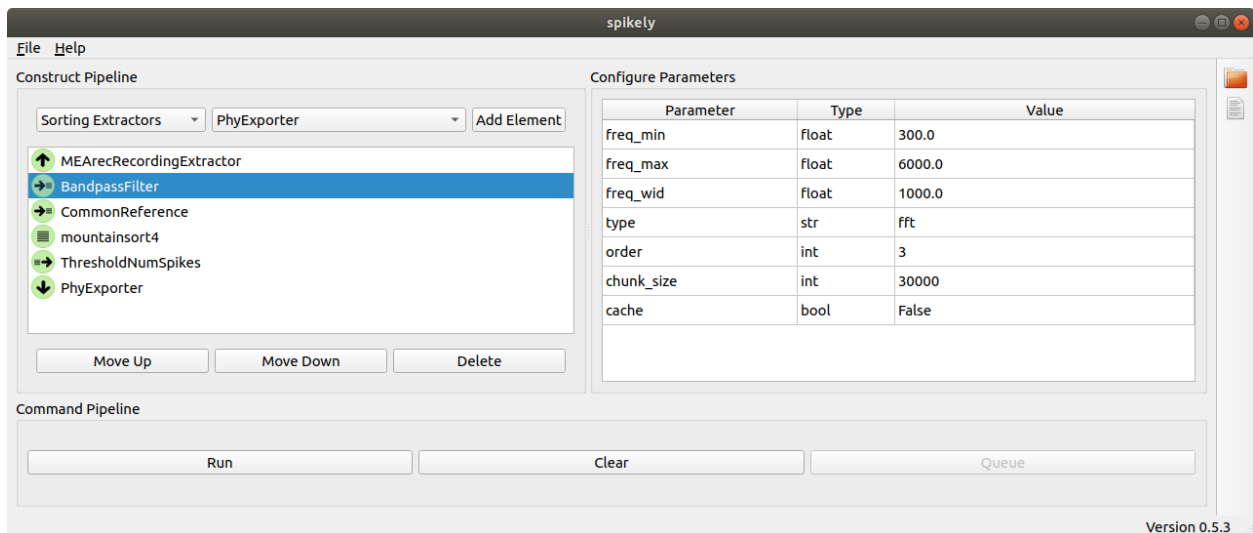 spikely
File Help
Construct Pipeline
Sorting Extractors PhyExporter Add Element
MEArecRecordingExtractor
BandpassFilter
CommonReference
mountainsort4
ThresholdNumSpikes
PhyExporter
Move Up Move Down Delete
Configure Parameters
Parameter Type Value
freq_min float 300.0
freq_max float 6000.0
freq_wid float 1000.0
type str fft
order int 3
chunk_size int 30000
cache bool False
Command Pipeline
Run Clear Queue
Version 0.5.3